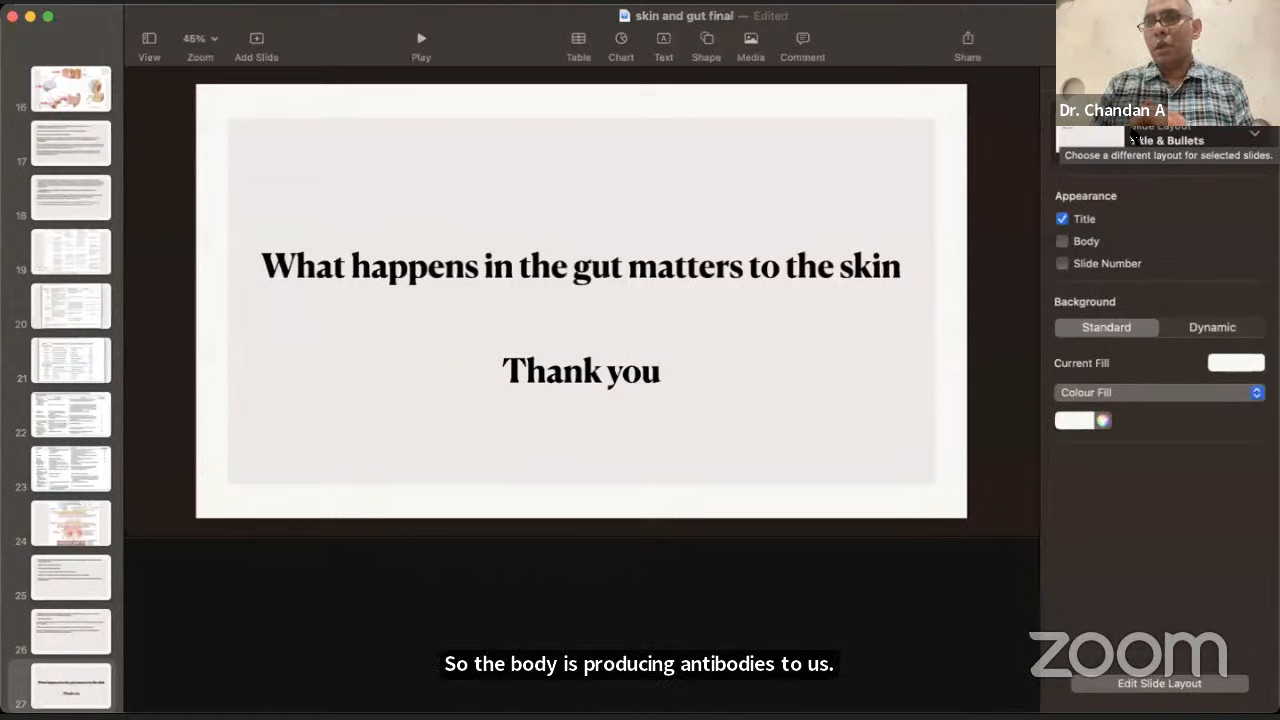 skin and gut final — Edited
45%
View
Zoom
Add Slide
Play
Table
Chart
Text
Shape
Media
Comment
Share
16
17
18
19
20
21
22
23
24
25
26
27
What happens in the gut matters to the skin
Thank you
Dr. Chandan A
Slide Layout
Title & Bullets
Choose a different layout for selected slides.
Appearance
Title
Body
Slide Number
Background
Standard
Dynamic
Current Fill
Colour Fill
Edit Slide Layout
zoom
So the body is producing antibodies to us.